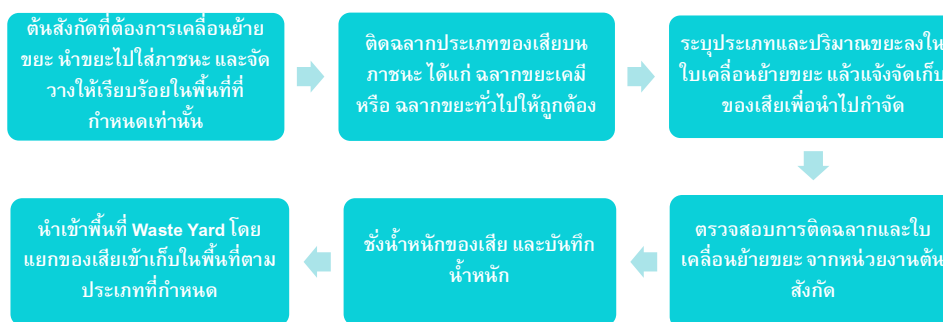 ต้นสังกัดที่ต้องการเคลื่อนย้าย
ขยะ นำขยะไปใส่ภาชนะ และจัด
วางให้เรียบร้อยในพื้นที่ที่
กำหนดเท่านั้น
ติดฉลากประเภทของเสียบน
ภาชนะ ได้แก่ ฉลากขยะเคมี
หรือ ฉลากขยะทั่วไปให้ถูกต้อง
ระบุประเภทและปริมาณขยะลงใน
ใบเคลื่อนย้ายขยะ แล้วแจ้งจัดเก็บ
ของเสียเพื่อนำไปกำจัด
ตรวจสอบการติดฉลากและใบ
เคลื่อนย้ายขยะ จากหน่วยงานต้น
สังกัด
ชั่งน้ำหนักของเสีย และบันทึก
น้ำหนัก
นำเข้าพื้นที่ Waste Yard โดย
แยกของเสียเข้าเก็บในพื้นที่ตาม
ประเภทที่กำหนด